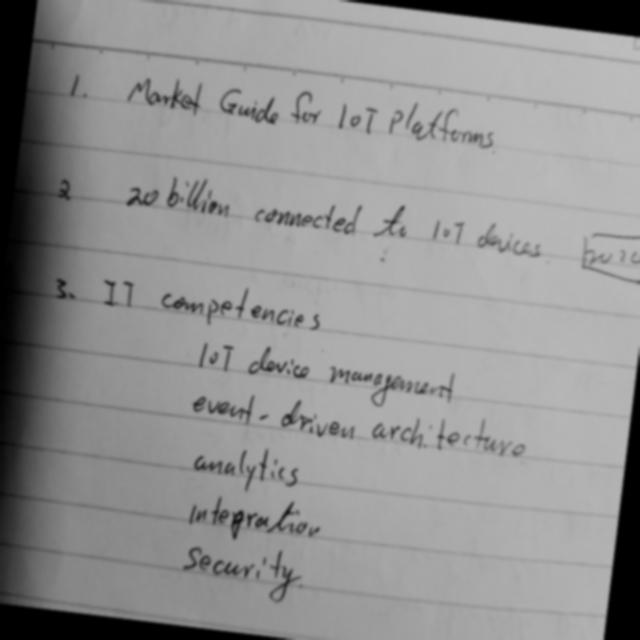 1. Market Guide for IoT Platforms
2 20 billion connected to IoT devices
3. IT competencies
IoT device management
event-driven architecture
analytics
Integration
Security